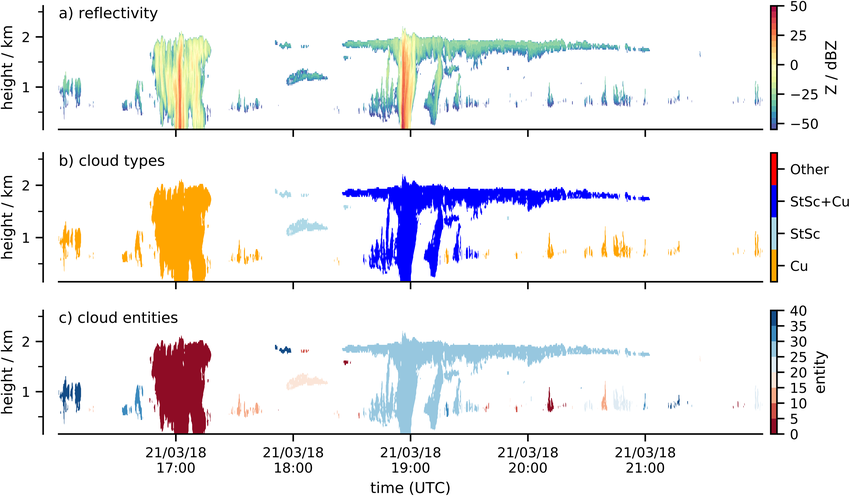 a) reflectivity
height / km
2
1
50
25
0
−25
−50
Z / dBZ
b) cloud types
height / km
2
1
Other
StSc+Cu
StSc
Cu
c) cloud entities
height / km
2
1
40
35
30
25
20
15
10
5
0
entity
21/03/18 21/03/18 21/03/18 21/03/18 21/03/18
17:00 18:00 19:00 20:00 21:00
time (UTC)